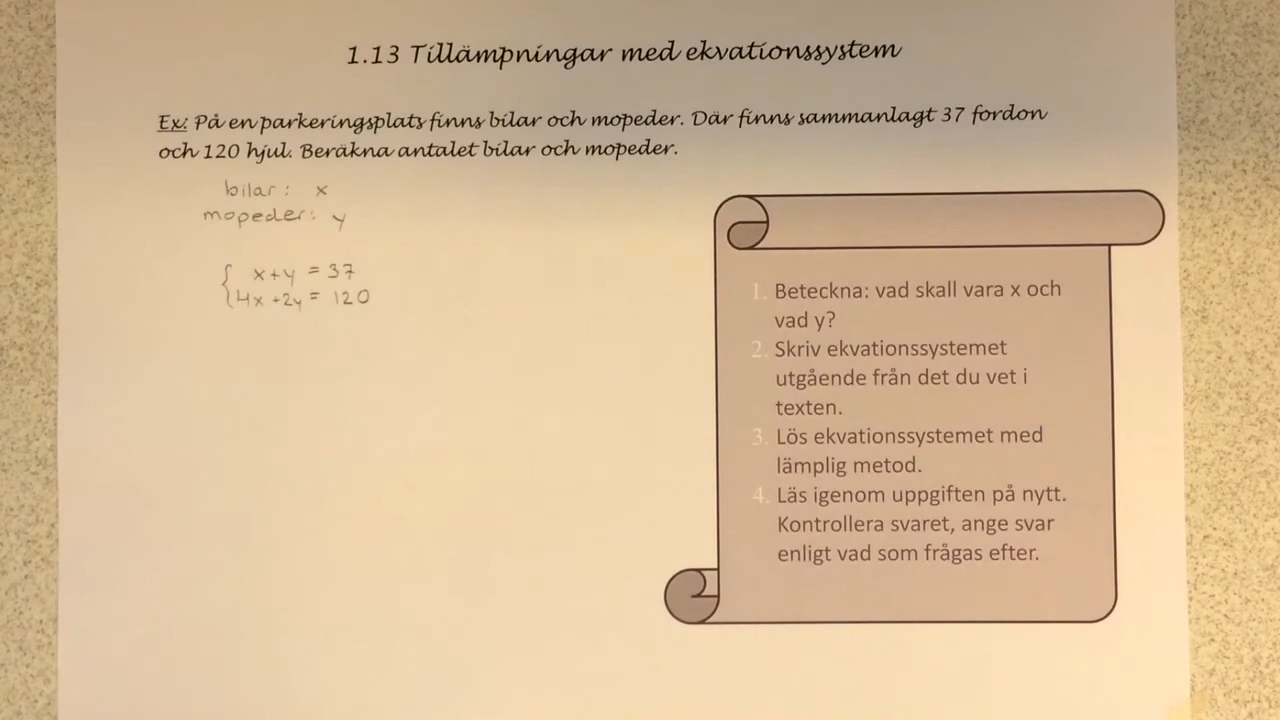 1.13 Tillämpningar med ekvationssystem
Ex: På en parkeringsplats finns bilar och mopeder. Där finns sammanlagt 37 fordon
och 120 hjul. Beräkna antalet bilar och mopeder.
bilar: x
mopeder: y
{ x+y = 37
4x+2y = 120
1. Beteckna: vad skall vara x och
vad y?
2. Skriv ekvationssystemet
utgående från det du vet i
texten.
3. Lös ekvationssystemet med
lämplig metod.
4. Läs igenom uppgiften på nytt.
Kontrollera svaret, ange svar
enligt vad som frågas efter.